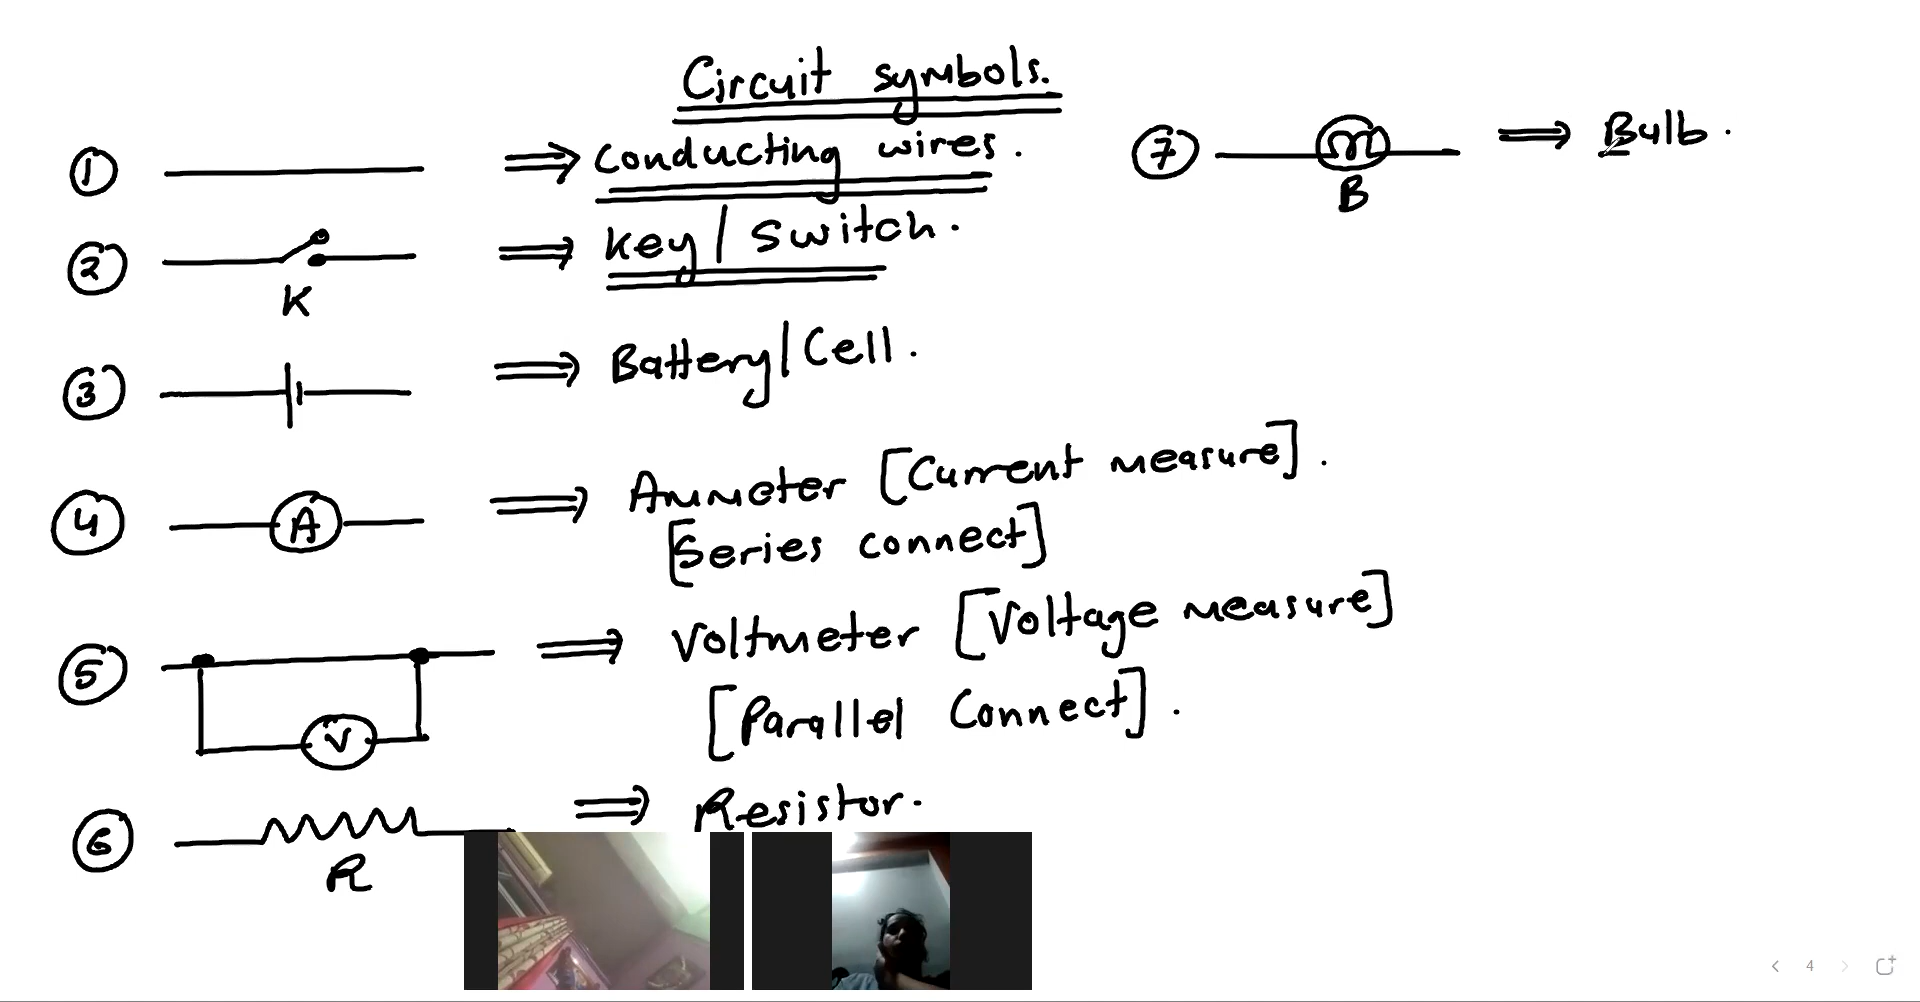 Circuit symbols.
① ⇒ Conducting wires.
② K ⇒ Key / Switch.
③ ⇒ Battery / Cell.
④ A ⇒ Ammeter [Current measure].
[Series connect]
⑤ V ⇒ Voltmeter [Voltage measure]
[Parallel Connect].
⑥ R ⇒ Resistor.
⑦ B ⇒ Bulb.
4